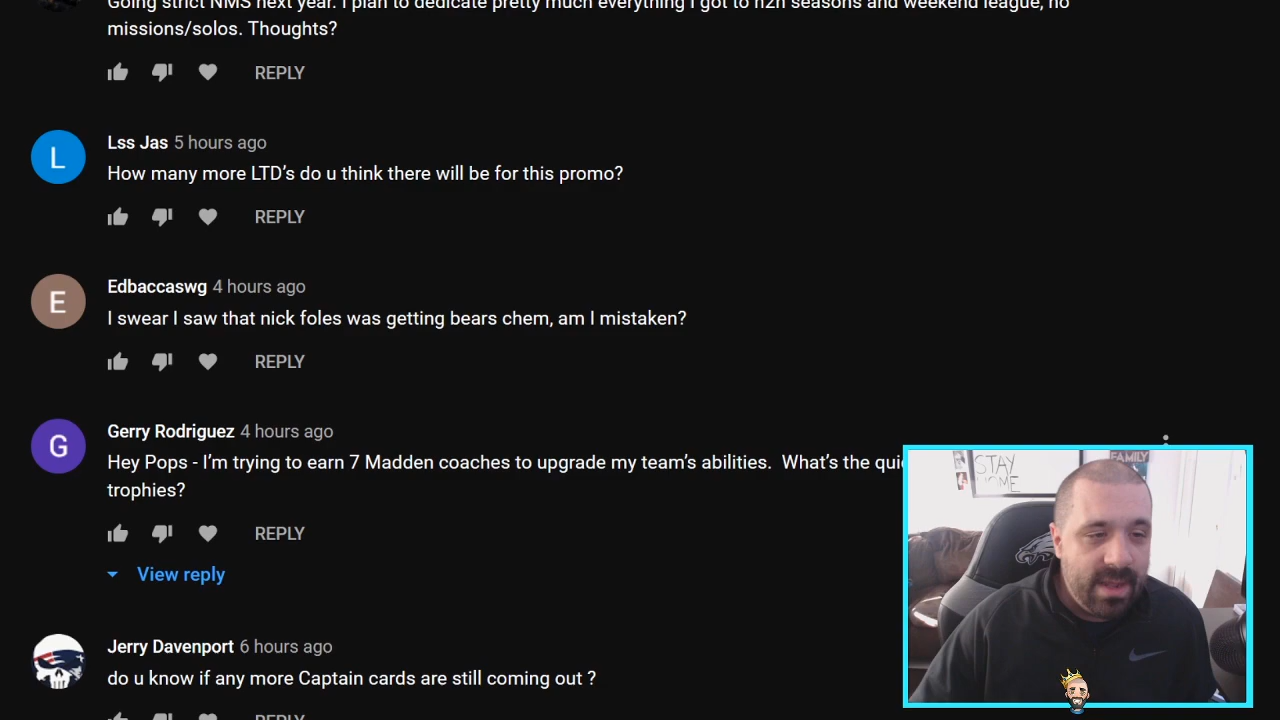 Going strict NMS next year. I plan to dedicate pretty much everything I got to h2h seasons and weekend league, no
missions/solos. Thoughts?
REPLY
L
Lss Jas 5 hours ago
How many more LTD’s do u think there will be for this promo?
REPLY
E
Edbaccaswg 4 hours ago
I swear I saw that nick foles was getting bears chem, am I mistaken?
REPLY
G
Gerry Rodriguez 4 hours ago
Hey Pops - I’m trying to earn 7 Madden coaches to upgrade my team’s abilities.  What’s the
trophies?
REPLY
View reply
STAY
HOME
FAMILY
Jerry Davenport 6 hours ago
do u know if any more Captain cards are still coming out ?
REPLY